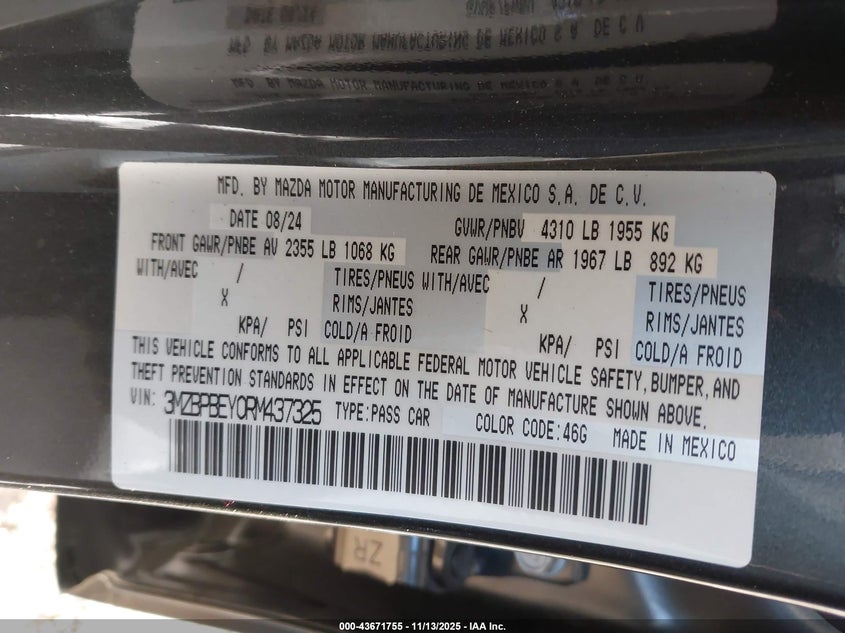 MFD. BY MAZDA MOTOR MANUFACTURING DE MEXICO S.A. DE C.V.
DATE 08/24 GVWR/PNBV 4310 LB 1955 KG
FRONT GAWR/PNBE AV 2355 LB 1068 KG REAR GAWR/PNBE AR 1967 LB 892 KG
WITH/AVEC / TIRES/PNEUS WITH/AVEC / TIRES/PNEUS
X RIMS/JANTES X RIMS/JANTES
KPA/ PSI COLD/A FROID KPA/ PSI COLD/A FROID
THIS VEHICLE CONFORMS TO ALL APPLICABLE FEDERAL MOTOR VEHICLE SAFETY, BUMPER, AND
THEFT PREVENTION STANDARDS IN EFFECT ON THE DATE OF MANUFACTURE SHOWN ABOVE.
VIN: 3MZBPBEY0RM437325 TYPE:PASS CAR COLOR CODE:46G MADE IN MEXICO
000-43671755 - 11/13/2025 - IAA Inc.